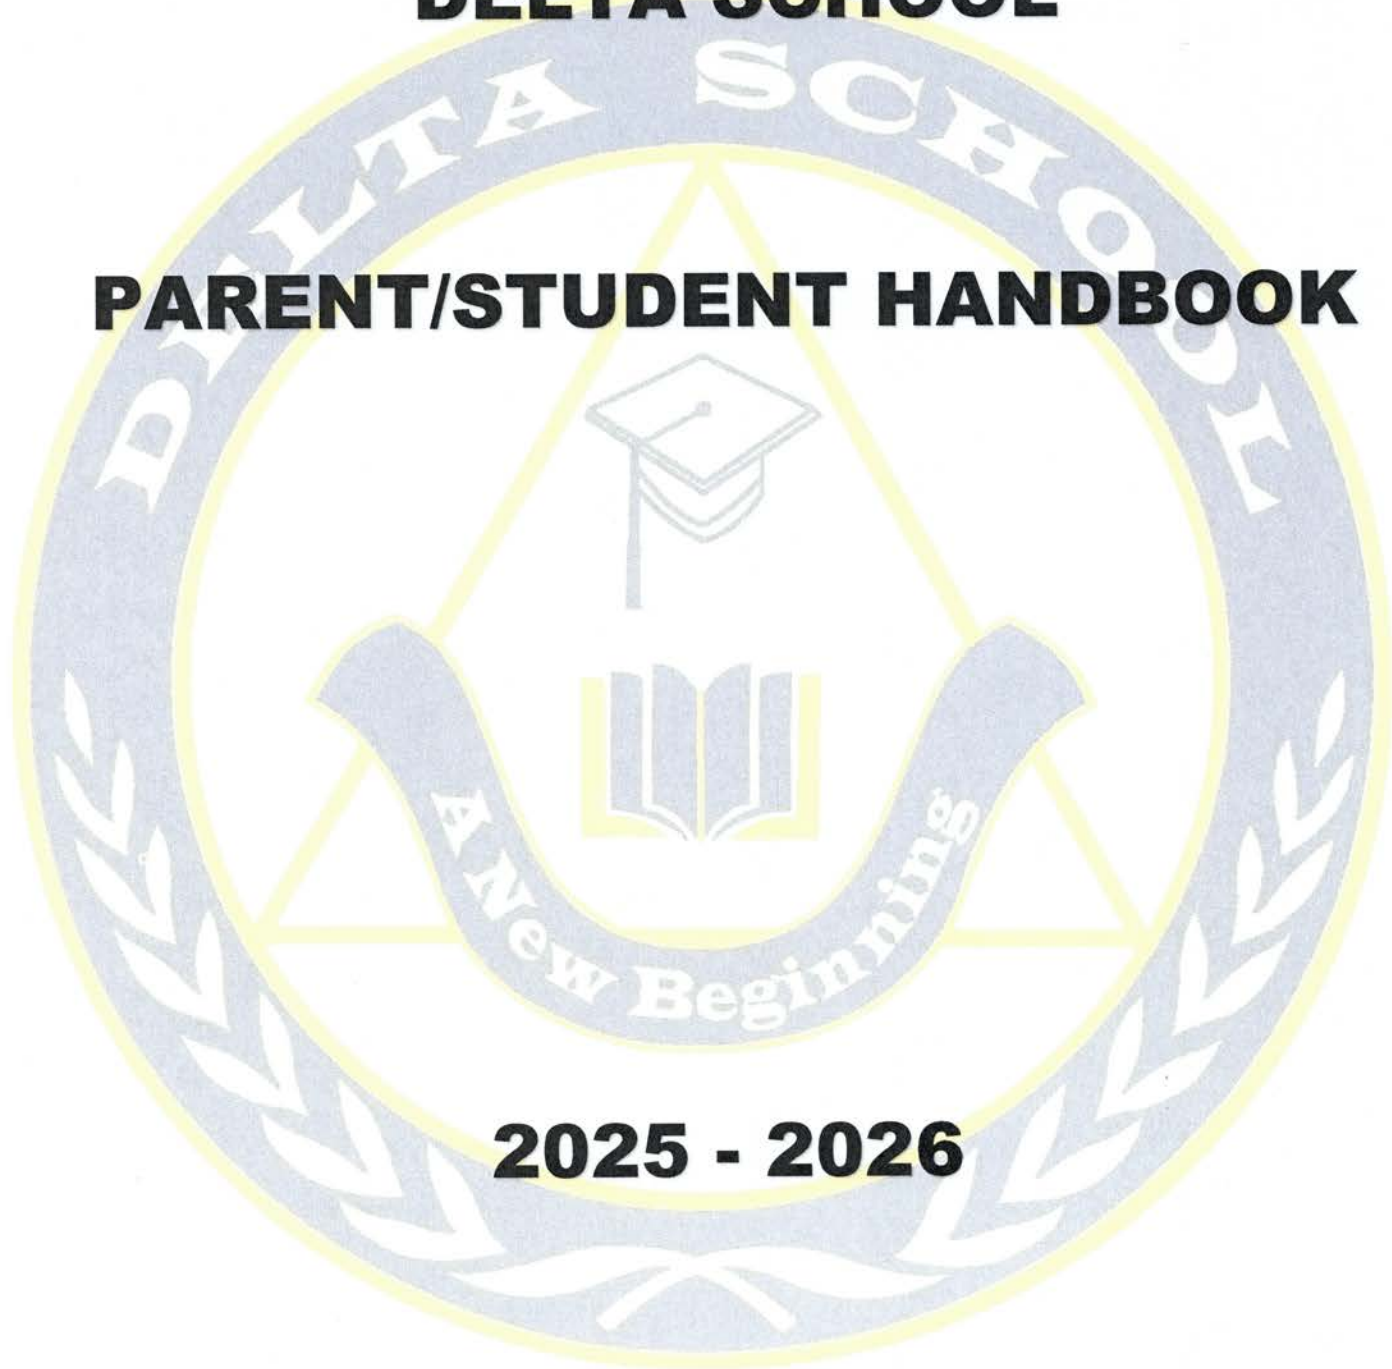 DELTA SCHOOL
DELTA SCHOOL
PARENT/STUDENT HANDBOOK
A New Beginning
2025 - 2026